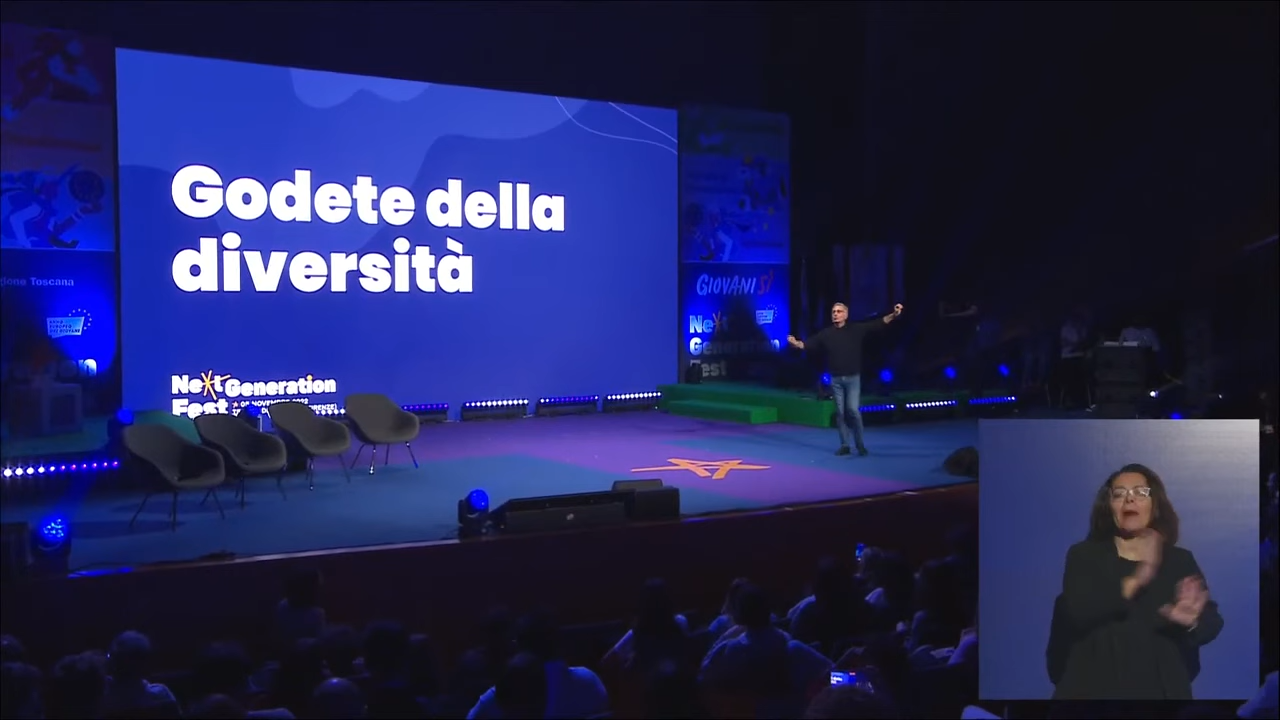 Godete della
diversità
Next Generation
Fest
Regione Toscana
GIOVANISÌ
Next
Generation
Fest